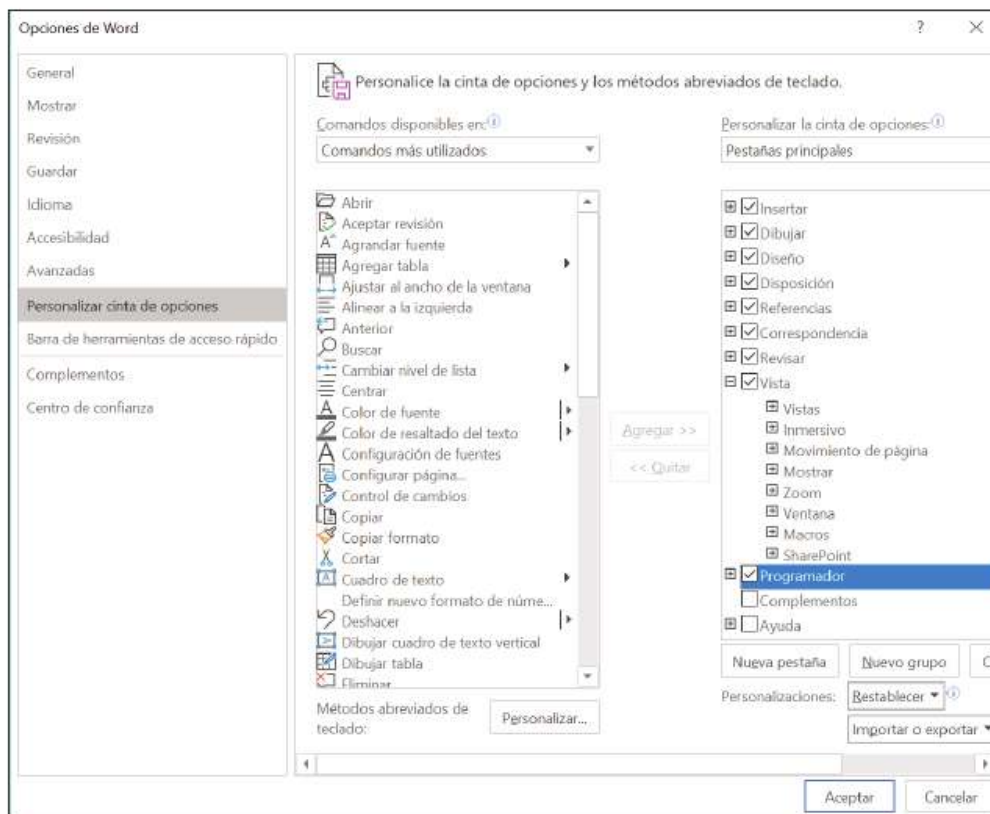 Opciones de Word
?
General
Mostrar
Revisión
Guardar
Idioma
Accesibilidad
Avanzadas
Personalizar cinta de opciones
Barra de herramientas de acceso rápido
Complementos
Centro de confianza
Personalice la cinta de opciones y los métodos abreviados de teclado.
Comandos disponibles en:
Comandos más utilizados
Abrir
Aceptar revisión
Agrandar fuente
Agregar tabla
Ajustar al ancho de la ventana
Alinear a la izquierda
Anterior
Buscar
Cambiar nivel de lista
Centrar
Color de fuente
Color de resaltado del texto
Configuración de fuentes
Configurar página...
Control de cambios
Copiar
Copiar formato
Cortar
Cuadro de texto
Definir nuevo formato de núme...
Deshacer
Dibujar cuadro de texto vertical
Dibujar tabla
Eliminar
Métodos abreviados de
teclado:
Personalizar...
Agregar >>
<< Quitar
Personalizar la cinta de opciones:
Pestañas principales
Insertar
Dibujar
Diseño
Disposición
Referencias
Correspondencia
Revisar
Vista
Vistas
Inmersivo
Movimiento de página
Mostrar
Zoom
Ventana
Macros
SharePoint
Programador
Complementos
Ayuda
Nueva pestaña
Nuevo grupo
Personalizaciones:
Restablecer
Importar o exportar
Aceptar
Cancelar